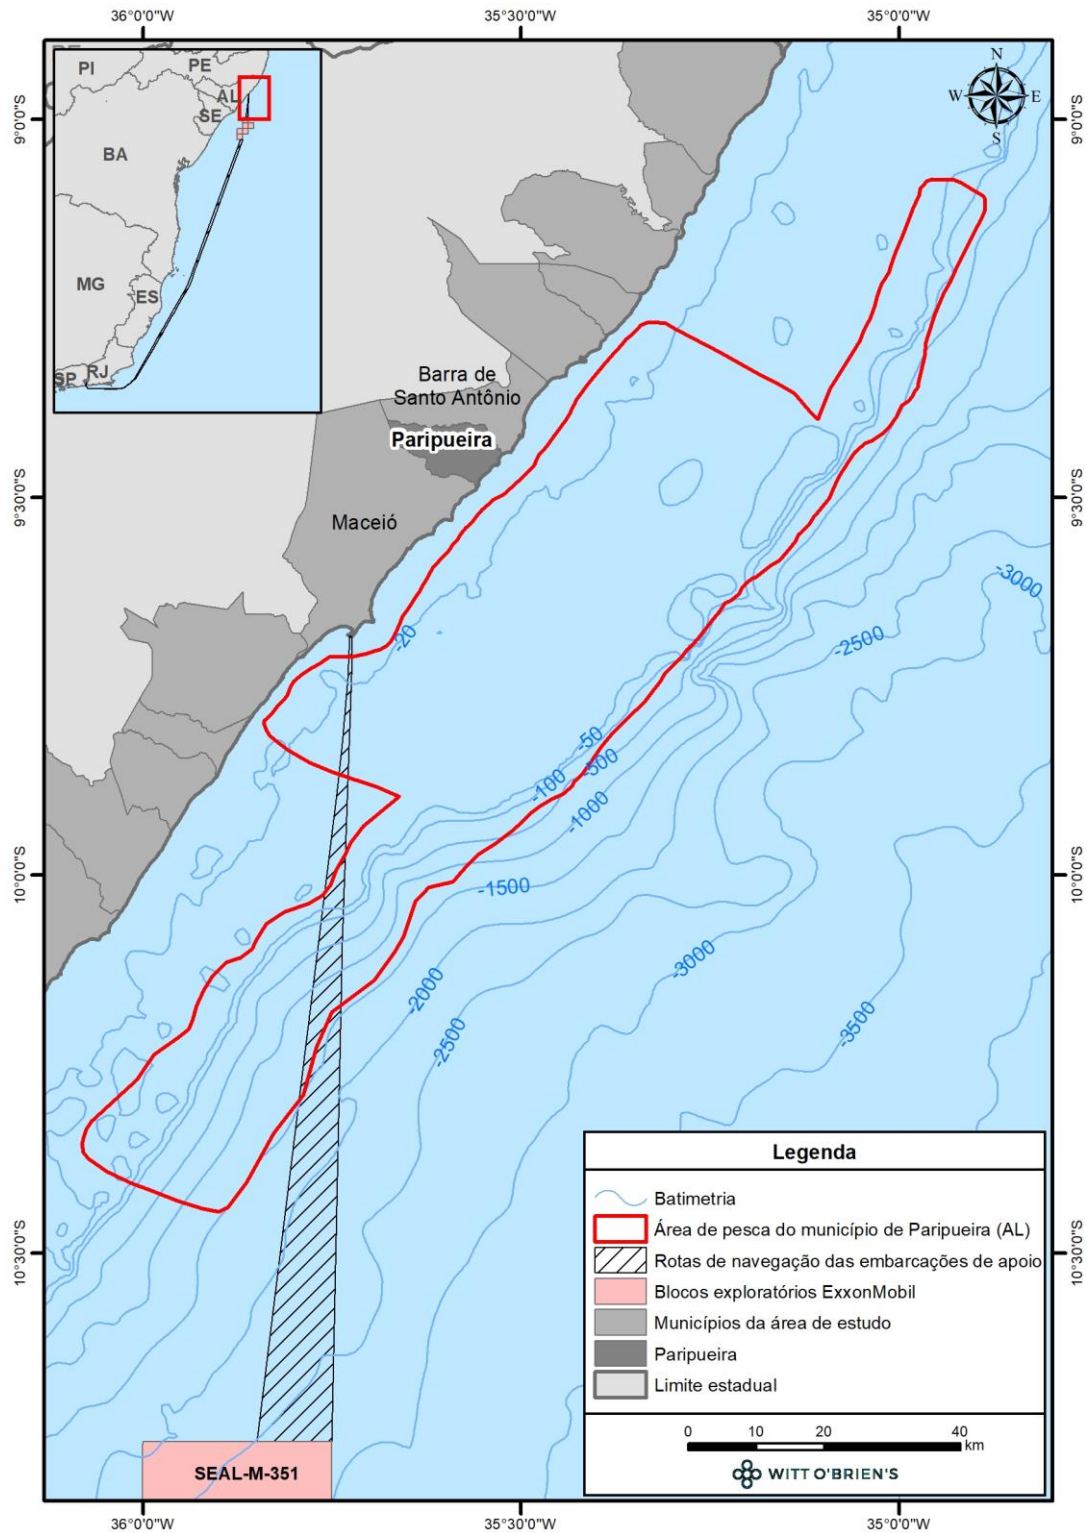 36°0'0"W
35°30'0"W
35°0'0"W
PI
PE
AL
SE
BA
MG
ES
SP
RJ
N
W
E
S
9°0'0"S
9°0'0"S
Barra de
Santo Antônio
Paripueira
Maceió
9°30'0"S
9°30'0"S
-20
-3000
-2500
-50
-100
-500
-1000
-1500
10°0'0"S
10°0'0"S
-2000
-3000
-2500
-3500
10°30'0"S
10°30'0"S
Legenda
Batimetria
Área de pesca do município de Paripueira (AL)
Rotas de navegação das embarcações de apoio
Blocos exploratórios ExxonMobil
Municípios da área de estudo
Paripueira
Limite estadual
0 10 20 40
km
WITT O'BRIEN'S
SEAL-M-351
36°0'0"W
35°30'0"W
35°0'0"W